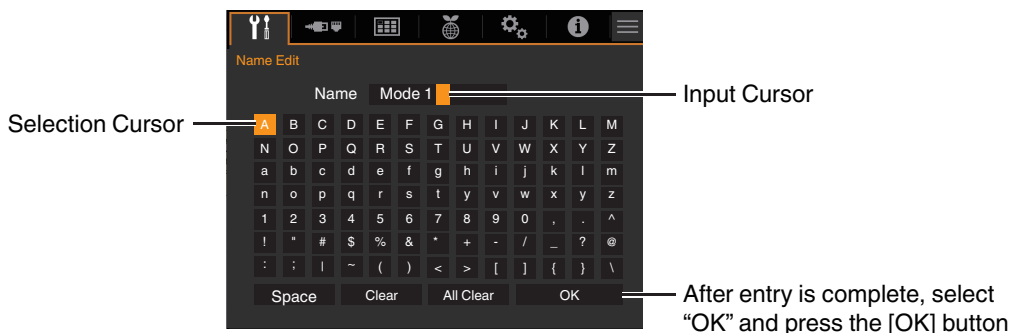 Name Edit
Name Mode 1
Input Cursor
Selection Cursor
A B C D E F G H I J K L M
N O P Q R S T U V W X Y Z
a b c d e f g h i j k l m
n o p q r s t y v w x y z
1 2 3 4 5 6 7 8 9 0 , . ^
! " # $ % & * + - / _ ? @
: ; | ~ ( ) < > [ ] { } \
Space Clear All Clear OK
After entry is complete, select
“OK” and press the [OK] button